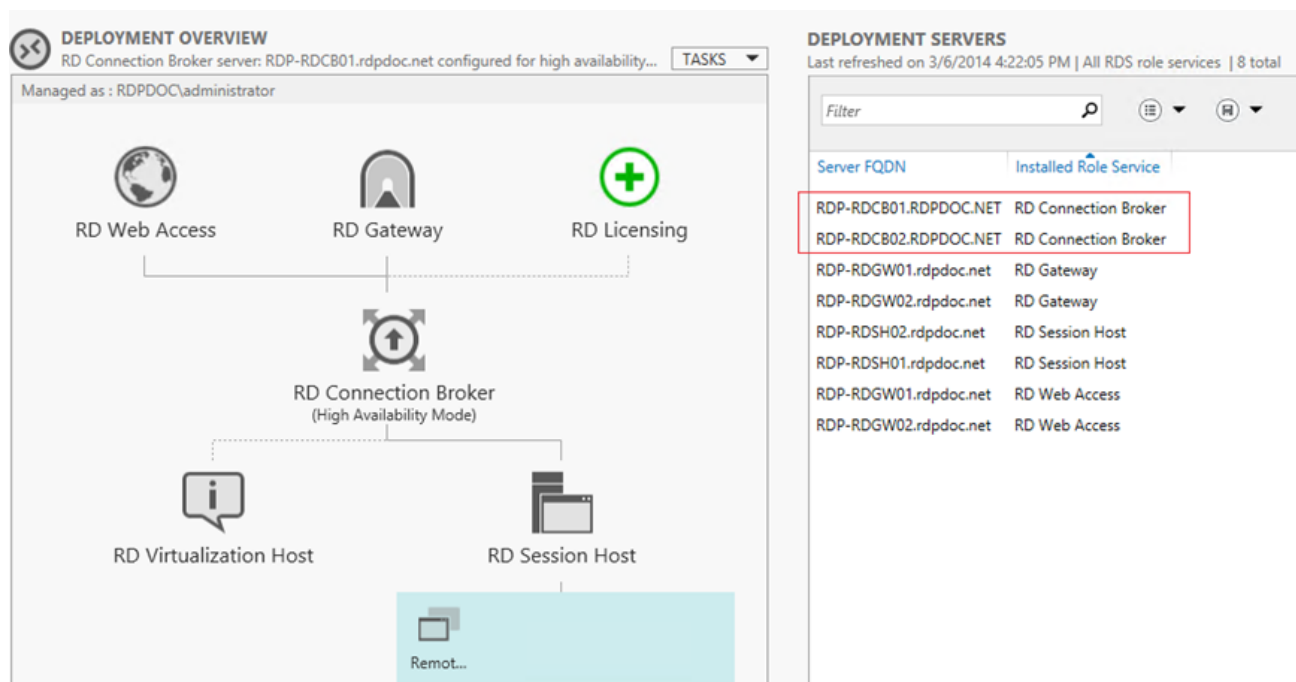 DEPLOYMENT OVERVIEW
RD Connection Broker server: RDP-RDCB01.rdpdoc.net configured for high availability...
TASKS
Managed as : RDPDOC\administrator
RD Web Access
RD Gateway
RD Licensing
RD Connection Broker
(High Availability Mode)
RD Virtualization Host
RD Session Host
Remot...
DEPLOYMENT SERVERS
Last refreshed on 3/6/2014 4:22:05 PM | All RDS role services | 8 total
Filter
Server FQDN Installed Role Service
RDP-RDCB01.RDPDOC.NET RD Connection Broker
RDP-RDCB02.RDPDOC.NET RD Connection Broker
RDP-RDGW01.rdpdoc.net RD Gateway
RDP-RDGW02.rdpdoc.net RD Gateway
RDP-RDSH02.rdpdoc.net RD Session Host
RDP-RDSH01.rdpdoc.net RD Session Host
RDP-RDGW01.rdpdoc.net RD Web Access
RDP-RDGW02.rdpdoc.net RD Web Access